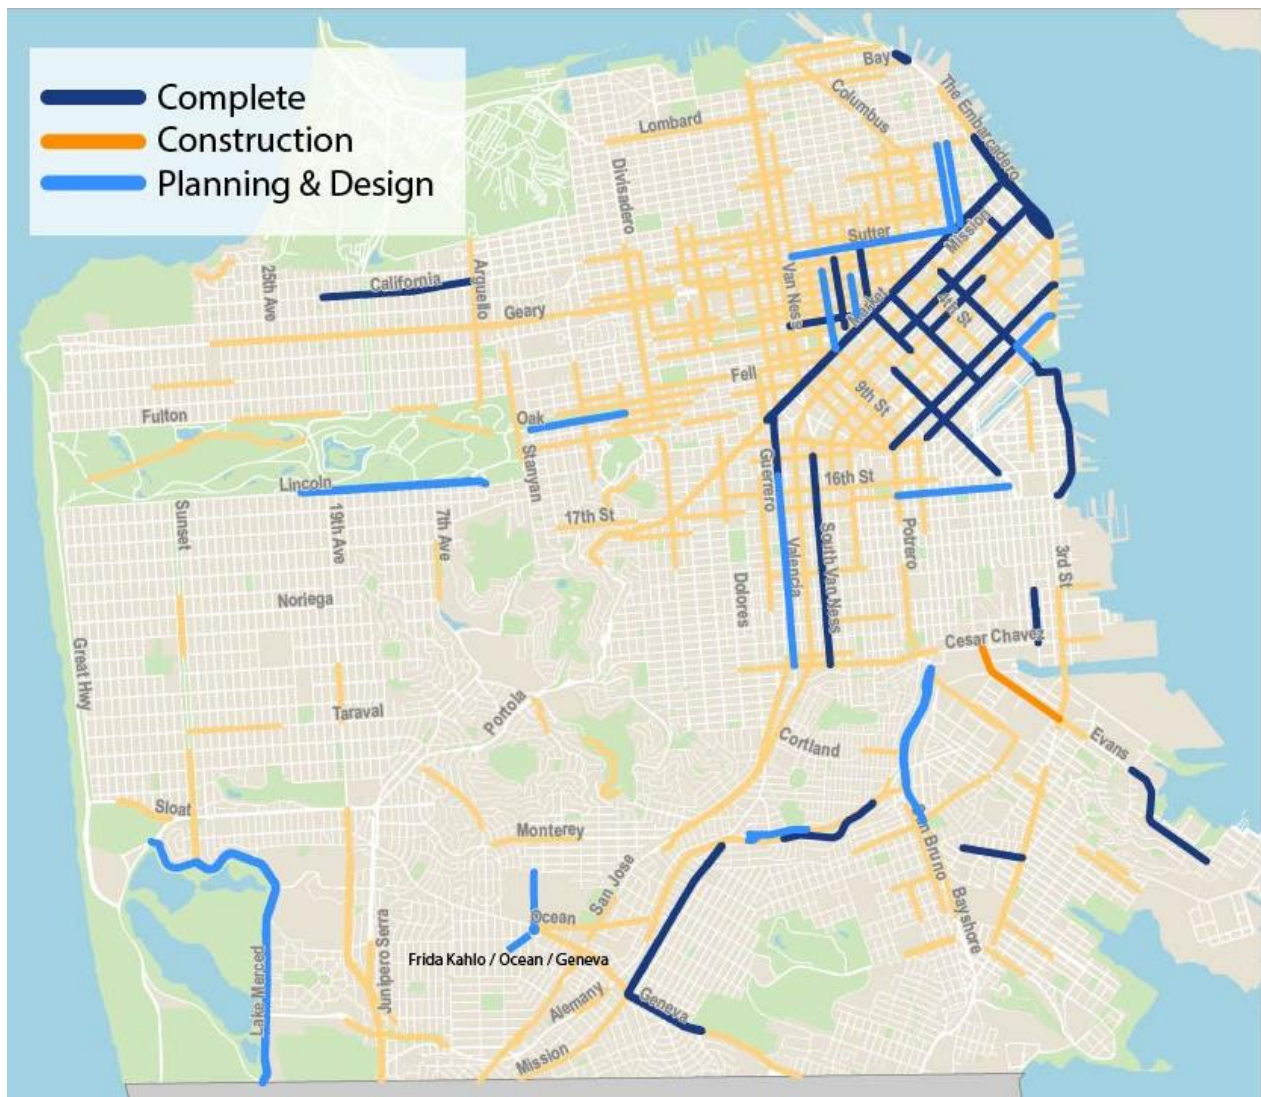 Complete
Construction
Planning & Design
Bay
Columbus
The Embarcadero
Lombard
Divisadero
Sutter
Mission
25th Ave
California
Arguello
Van Ness
Geary
Market
4th St
Fell
9th St
Fulton
Oak
Stanyan
Guerrero
16th St
Lincoln
Sunset
19th Ave
7th Ave
17th St
Valencia
South Van Ness
Potrero
3rd St
Dolores
Noriega
Great Hwy
Cesar Chavez
Taraval
Portola
Cortland
Evans
Sloat
Monterey
San Jose
San Bruno
Bayshore
Ocean
Junipero Serra
Frida Kahlo / Ocean / Geneva
Lake Merced
Alemany
Geneva
Mission